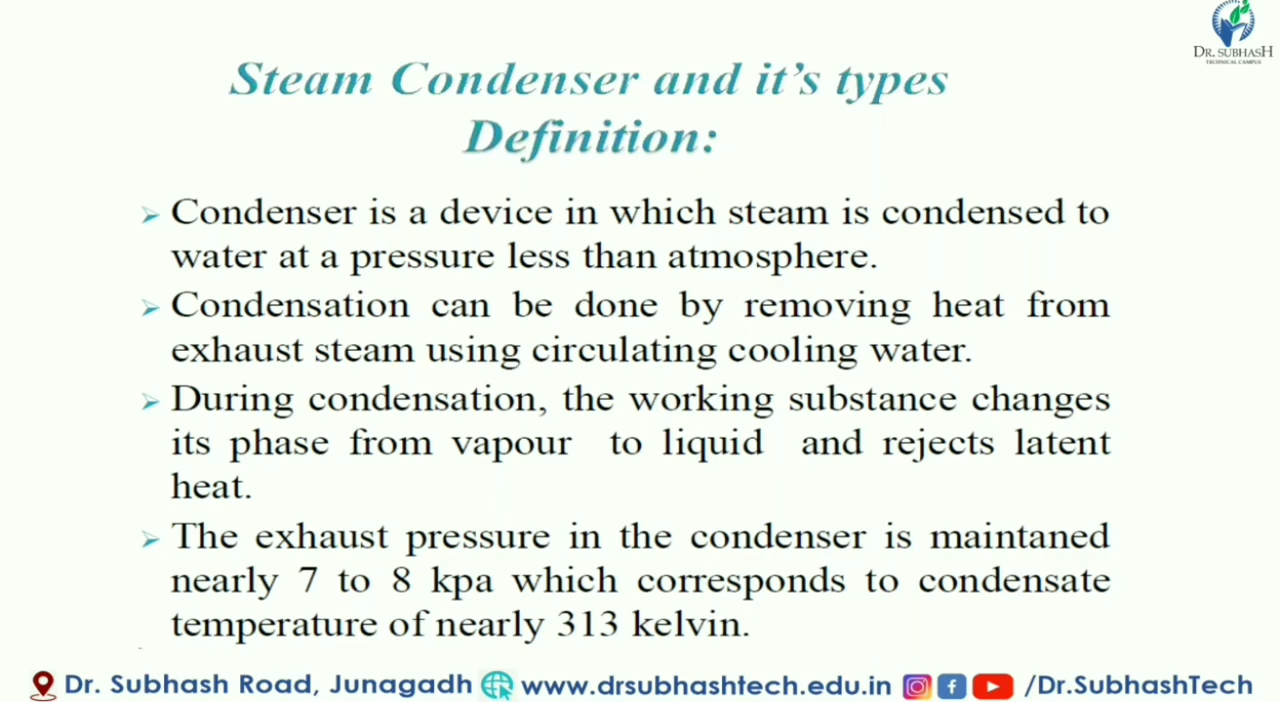 DR. SUBHASH
TECHNICAL CAMPUS
Steam Condenser and it's types
Definition:
➢ Condenser is a device in which steam is condensed to
water at a pressure less than atmosphere.
➢ Condensation can be done by removing heat from
exhaust steam using circulating cooling water.
➢ During condensation, the working substance changes
its phase from vapour to liquid and rejects latent
heat.
➢ The exhaust pressure in the condenser is maintaned
nearly 7 to 8 kpa which corresponds to condensate
temperature of nearly 313 kelvin.
Dr. Subhash Road, Junagadh www.drsubhashtech.edu.in /Dr.SubhashTech